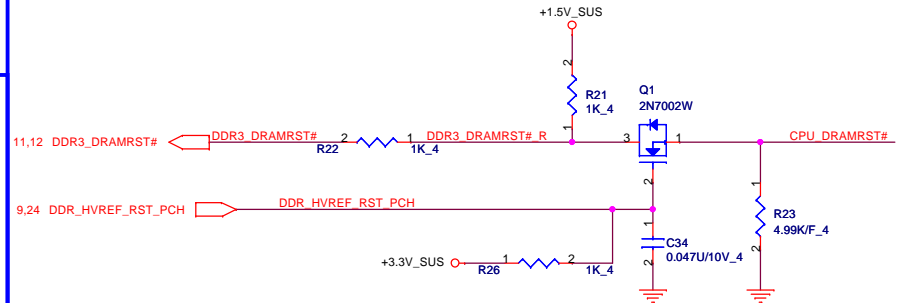 +1.5V_SUS
2
R21
1K_4
1
Q1
2N7002W
11,12 DDR3_DRAMRST#
DDR3_DRAMRST#
2
R22
1
1K_4
DDR3_DRAMRST#_R
3
1
2
CPU_DRAMRST#
9,24 DDR_HVREF_RST_PCH
DDR_HVREF_RST_PCH
1
R23
4.99K/F_4
2
1
C34
0.047U/10V_4
2
+3.3V_SUS
R26
1
2
1K_4